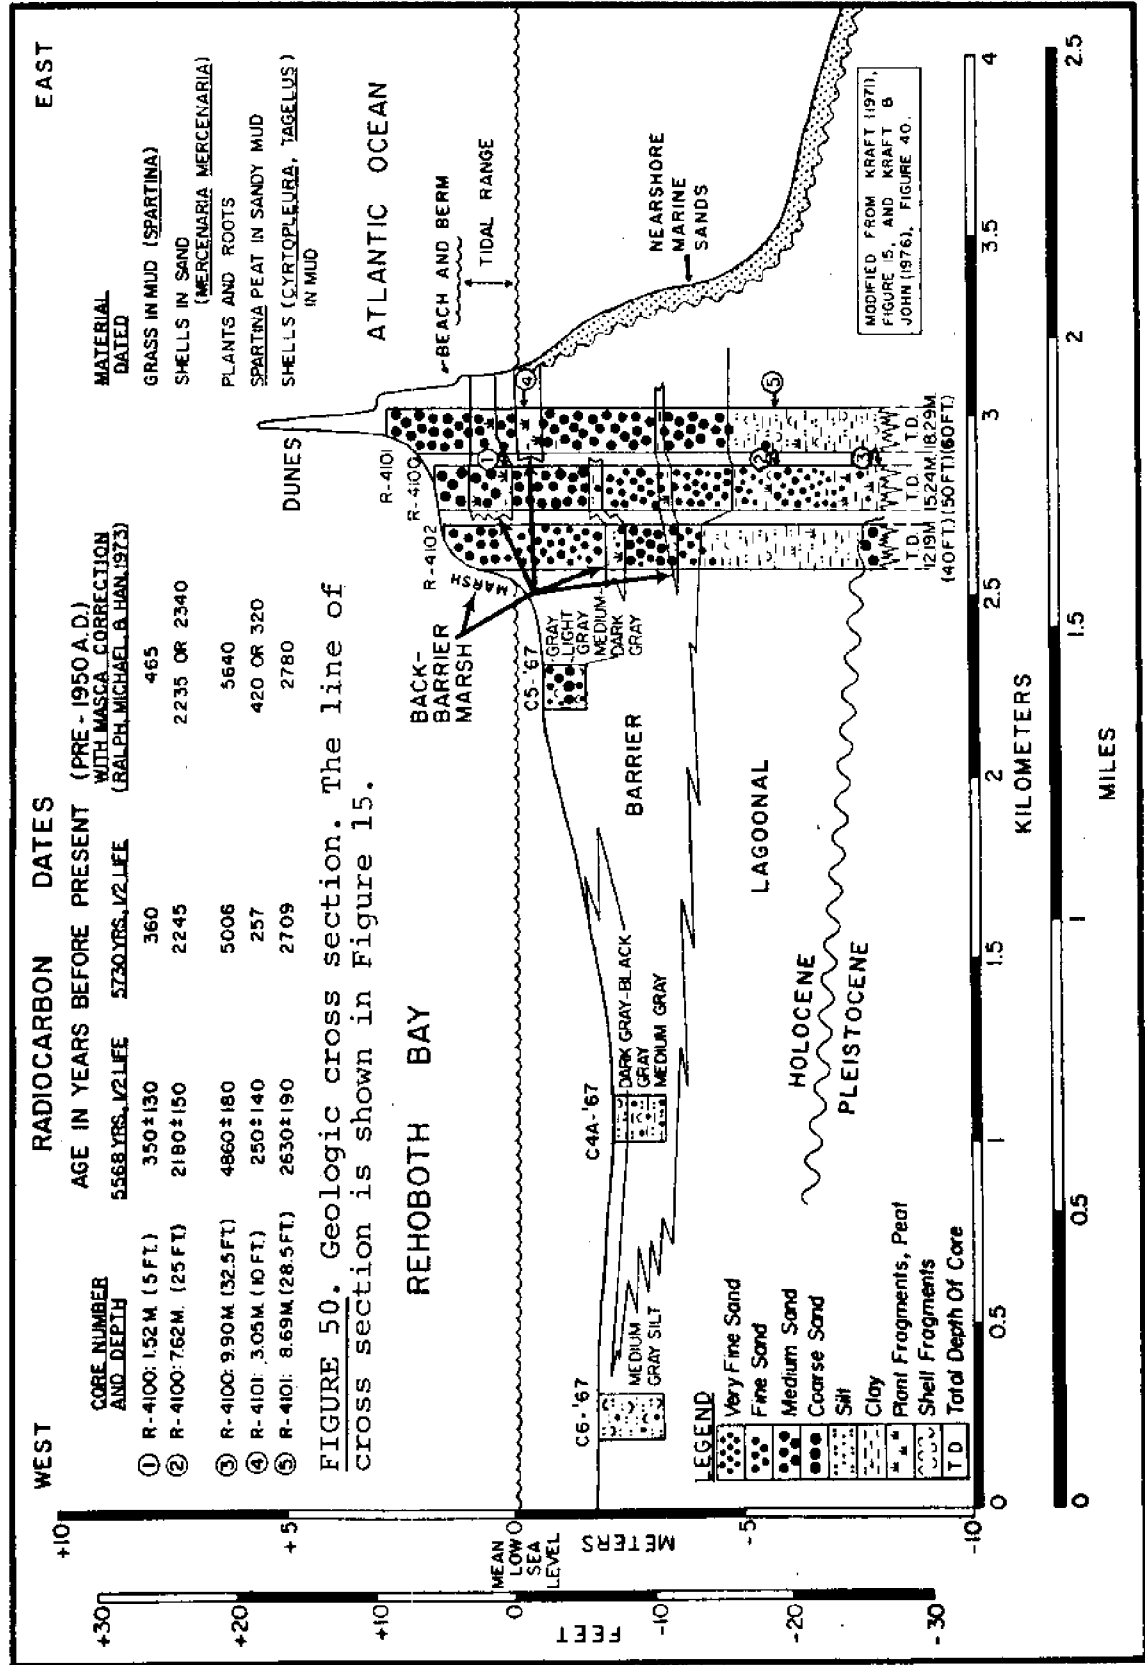 WEST
EAST
RADIOCARBON DATES
AGE IN YEARS BEFORE PRESENT (PRE-1950 A.D.)
CORE NUMBER AND DEPTH
5568 YRS. 1/2 LIFE
5730 YRS. 1/2 LIFE
WITH MASCA CORRECTION
(RALPH, MICHAEL, & HAN, 1973)
MATERIAL DATED
① R-4100: 1.52 M. (5 FT.) 350±130 360 465 GRASS IN MUD (SPARTINA)
② R-4100: 7.62 M. (25 FT.) 2180±150 2245 2235 OR 2340 SHELLS IN SAND
(MERCENARIA MERCENARIA)
③ R-4100: 9.90 M. (32.5 FT.) 4860±180 5006 5640 PLANTS AND ROOTS
④ R-4101: 3.05 M. (10 FT.) 250±140 257 420 OR 320 SPARTINA PEAT IN SANDY MUD
⑤ R-4101: 8.69 M. (28.5 FT.) 2630±190 2709 2780 SHELLS (CYRTOPLEURA, TAGELUS)
IN MUD
FIGURE 50. Geologic cross section. The line of
cross section is shown in Figure 15.
REHOBOTH BAY
BACK-
BARRIER
MARSH
MARSH
DUNES
ATLANTIC OCEAN
BEACH AND BERM
TIDAL RANGE
R-4102
R-4100
R-4101
①
②
③
④
⑤
C6-'67
MEDIUM
GRAY SILT
C4A-'67
DARK GRAY-BLACK
GRAY
MEDIUM GRAY
C5-'67
GRAY
LIGHT
GRAY
MEDIUM-
DARK
GRAY
BARRIER
LAGOONAL
HOLOCENE
PLEISTOCENE
NEARSHORE
MARINE
SANDS
T.D. T.D. T.D.
12.19M. 15.24M. 18.29M.
(40FT.) (50FT.) (60FT.)
MODIFIED FROM KRAFT (1971),
FIGURE 15, AND KRAFT &
JOHN (1976), FIGURE 40.
LEGEND
Very Fine Sand
Fine Sand
Medium Sand
Coarse Sand
Silt
Clay
Plant Fragments, Peat
Shell Fragments
T D Total Depth Of Core
+30
+20
+10
0
-10
-20
-30
FEET
+10
+5
0
-5
-10
METERS
MEAN
LOW
SEA
LEVEL
0 0.5 1 1.5 2 2.5 3 3.5 4
KILOMETERS
0 0.5 1 1.5 2 2.5
MILES